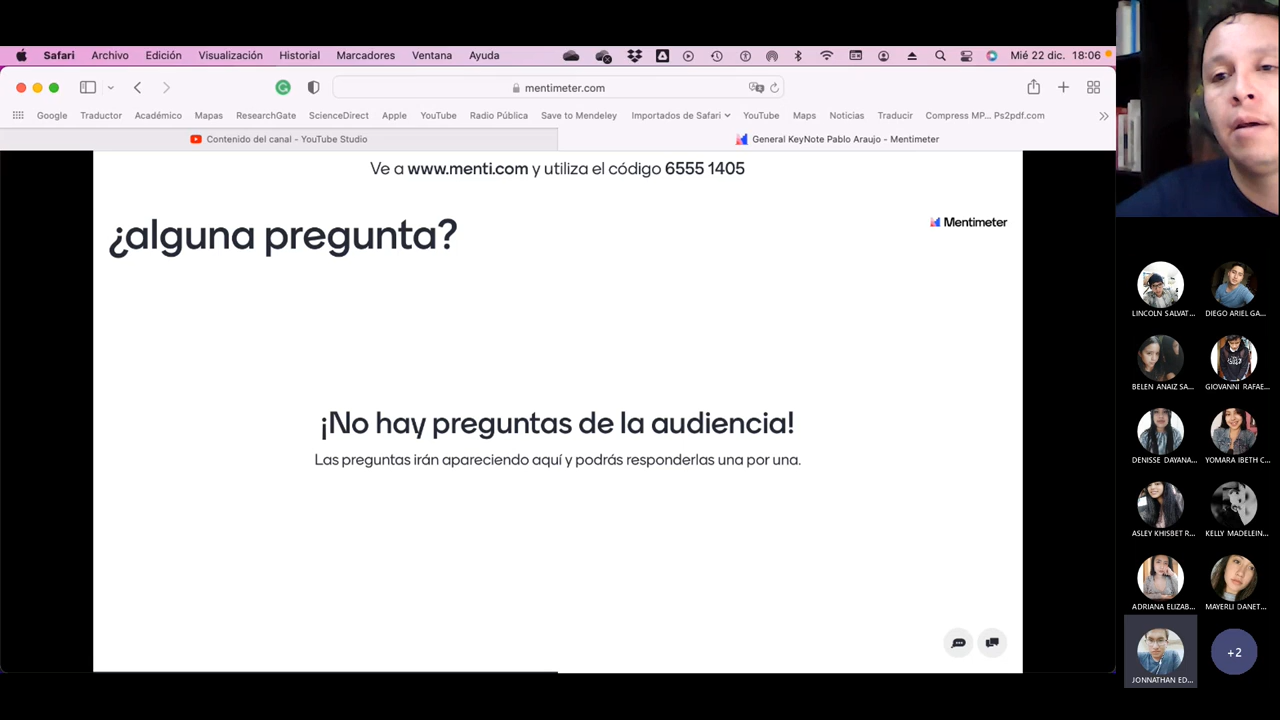 Safari Archivo Edición Visualización Historial Marcadores Ventana Ayuda Mié 22 dic. 18:06
mentimeter.com
Google Traductor Académico Mapas ResearchGate ScienceDirect Apple YouTube Radio Pública Save to Mendeley Importados de Safari YouTube Maps Noticias Traducir Compress MP... Ps2pdf.com
Contenido del canal - YouTube Studio General KeyNote Pablo Araujo - Mentimeter
Ve a www.menti.com y utiliza el código 6555 1405
¿alguna pregunta?
Mentimeter
¡No hay preguntas de la audiencia!
Las preguntas irán apareciendo aquí y podrás responderlas una por una.
LINCOLN SALVAT... DIEGO ARIEL GA...
BELEN ANAIZ SA... GIOVANNI RAFAE...
DENISSE DAYANA... YOMARA IBETH C...
ASLEY KHISBET R... KELLY MADELEIN...
ADRIANA ELIZAB... MAYERLI DANET...
JONNATHAN ED... +2